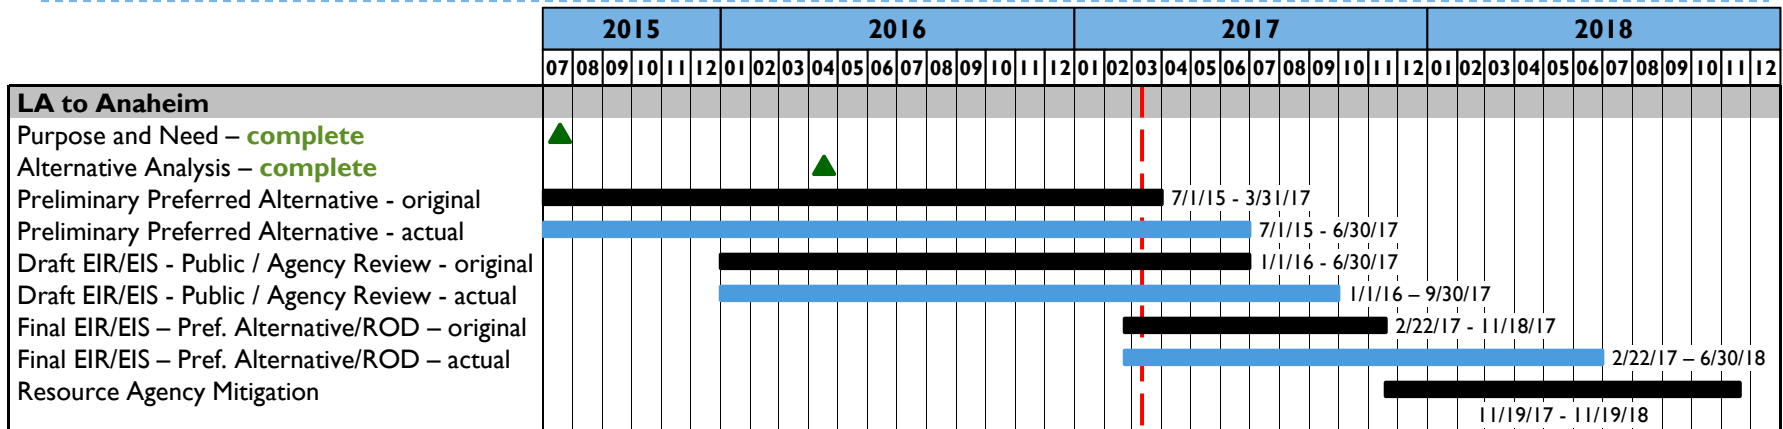 2015 2016 2017 2018
07 08 09 10 11 12 01 02 03 04 05 06 07 08 09 10 11 12 01 02 03 04 05 06 07 08 09 10 11 12 01 02 03 04 05 06 07 08 09 10 11 12
LA to Anaheim
Purpose and Need – complete
Alternative Analysis – complete
Preliminary Preferred Alternative - original 7/1/15 - 3/31/17
Preliminary Preferred Alternative - actual 7/1/15 - 6/30/17
Draft EIR/EIS - Public / Agency Review - original 1/1/16 - 6/30/17
Draft EIR/EIS - Public / Agency Review - actual 1/1/16 – 9/30/17
Final EIR/EIS – Pref. Alternative/ROD – original 2/22/17 - 11/18/17
Final EIR/EIS – Pref. Alternative/ROD – actual 2/22/17 – 6/30/18
Resource Agency Mitigation
11/19/17 - 11/19/18